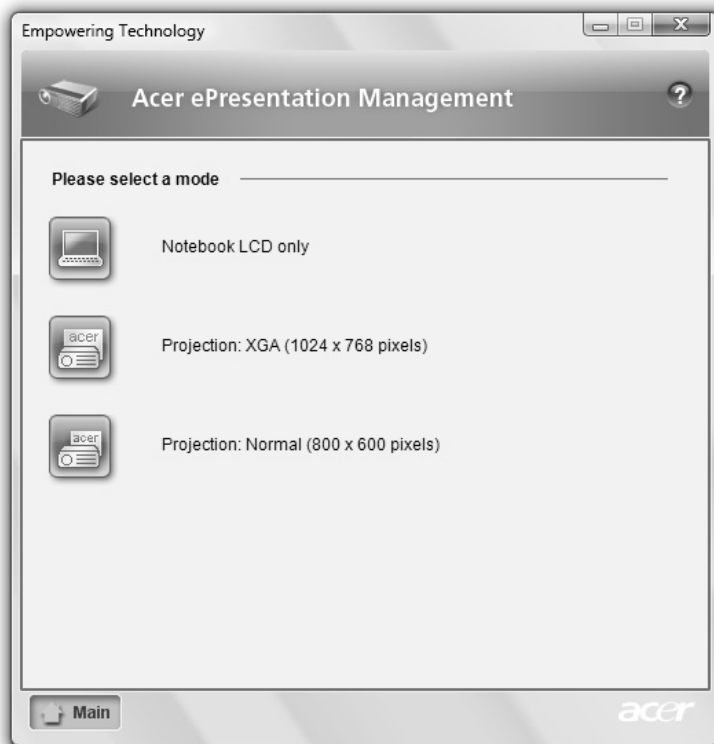 Empowering Technology
Acer ePresentation Management
?
Please select a mode
Notebook LCD only
acer
Projection: XGA (1024 x 768 pixels)
acer
Projection: Normal (800 x 600 pixels)
Main
acer